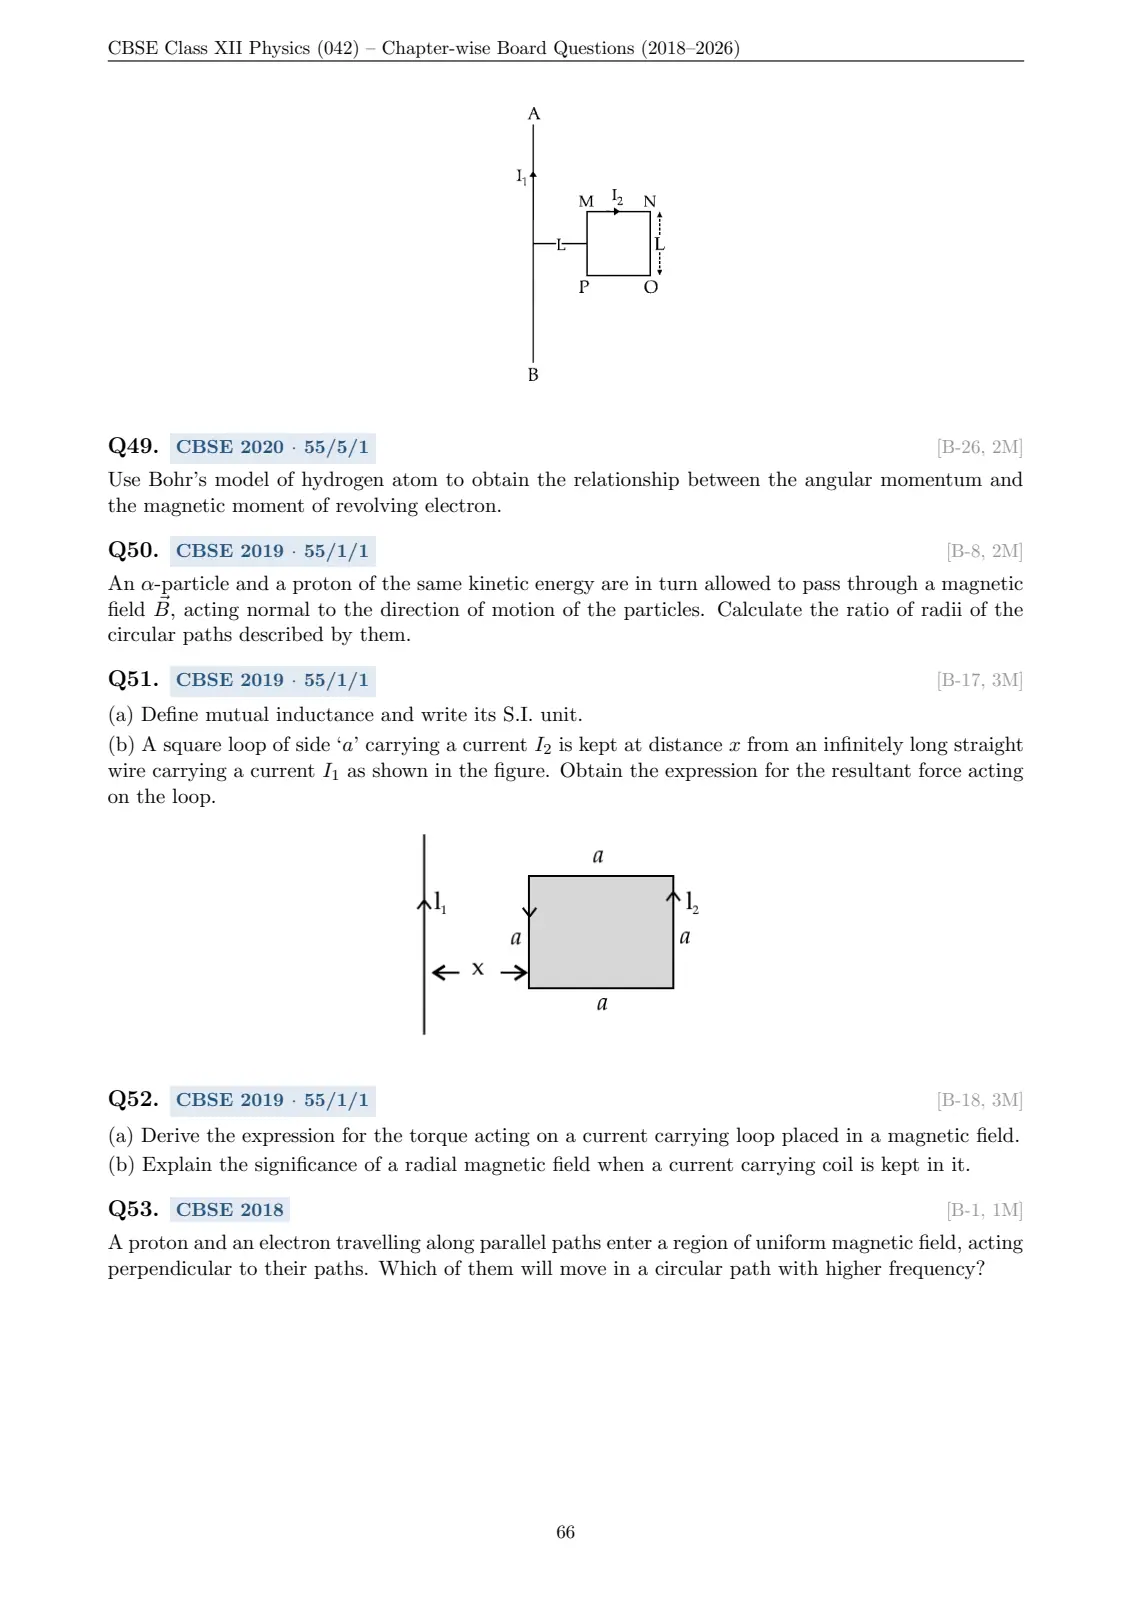 CBSE Class XII Physics (042) – Chapter-wise Board Questions (2018–2026)
A
I₁
M I₂ N
L L
P O
B
Q49. CBSE 2020 · 55/5/1 [B-26, 2M]
Use Bohr's model of hydrogen atom to obtain the relationship between the angular momentum and
the magnetic moment of revolving electron.
Q50. CBSE 2019 · 55/1/1 [B-8, 2M]
An α-particle and a proton of the same kinetic energy are in turn allowed to pass through a magnetic
field B⃗, acting normal to the direction of motion of the particles. Calculate the ratio of radii of the
circular paths described by them.
Q51. CBSE 2019 · 55/1/1 [B-17, 3M]
(a) Define mutual inductance and write its S.I. unit.
(b) A square loop of side ‘a’ carrying a current I₂ is kept at distance x from an infinitely long straight
wire carrying a current I₁ as shown in the figure. Obtain the expression for the resultant force acting
on the loop.
a
I₁ I₂
a a
x
a
Q52. CBSE 2019 · 55/1/1 [B-18, 3M]
(a) Derive the expression for the torque acting on a current carrying loop placed in a magnetic field.
(b) Explain the significance of a radial magnetic field when a current carrying coil is kept in it.
Q53. CBSE 2018 [B-1, 1M]
A proton and an electron travelling along parallel paths enter a region of uniform magnetic field, acting
perpendicular to their paths. Which of them will move in a circular path with higher frequency?
66